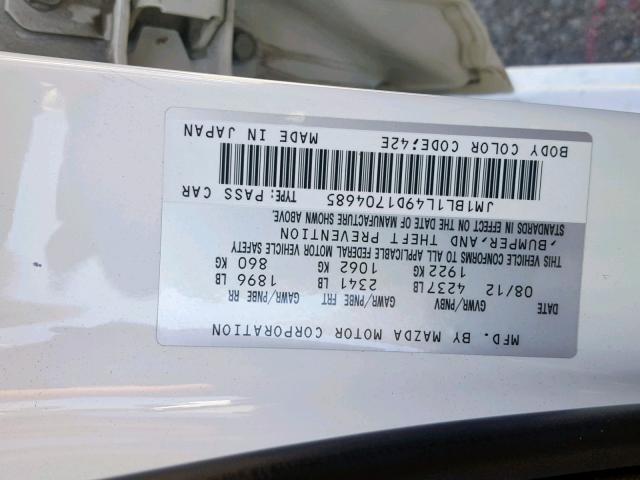 MFD. BY MAZDA MOTOR CORPORATION
GVWR/PNBV GAWR/PNBE FRT GAWR/PNBE RR
08/12 4237LB 2341 LB 1896 LB
1922 KG 1062 KG 860 KG
THIS VEHICLE CONFORMS TO ALL APPLICABLE FEDERAL MOTOR VEHICLE SAFETY
, BUMPER, AND THEFT PREVENTION
STANDARDS IN EFFECT ON THE DATE OF MANUFACTURE SHOWN ABOVE.
JM1BL1L49D1704685 TYPE: PASS CAR
BODY COLOR CODE:42E MADE IN JAPAN